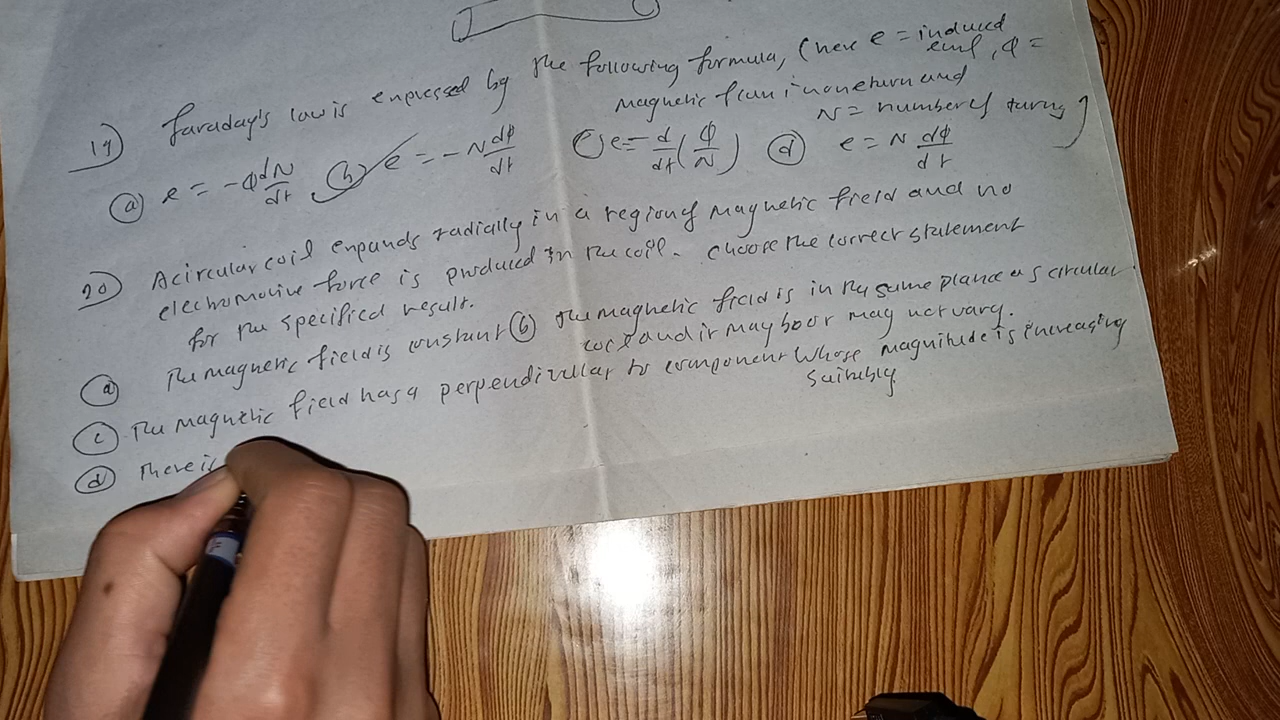 19) Faraday's law is enpressed by the following formula, (here e = induced
emf, φ =
magnetic flux in one turn and
N = number of turns)
(a) e = -φ dN/dt (b) e = -N dφ/dt (c) e = -d/dt (φ/N) (d) e = N dφ/dt
20) A circular coil enpands radially in a region of magnetic field and no
electromotive force is produced in the coil. choose the correct statement
for the specified result.
(a) The magnetic field is constant (b) The magnetic field is in the same plane as circular
coil and it may be or may not vary.
(c) The magnetic field has a perpendicular to component whose magnitude is increasing
suitably
(d) There is